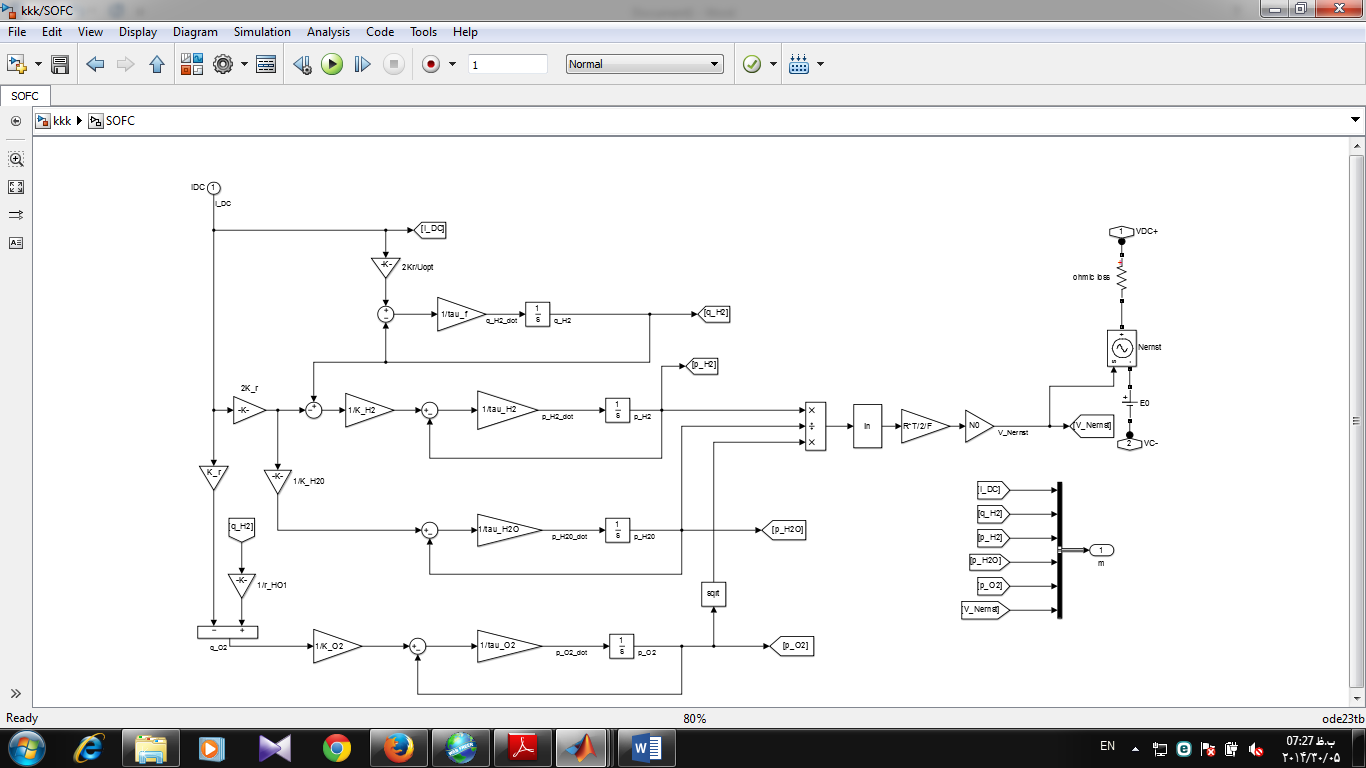 kkk/SOFC
File Edit View Display Diagram Simulation Analysis Code Tools Help
1
Normal
SOFC
kkk SOFC
IDC 1
I_DC
[I_DC]
1 VDC+
-K- 2Kr/Uopt
+
ohmic loss
1/tau_f
q_H2_dot
1
s
q_H2
[q_H2]
Nernst
s
[p_H2]
2K_r
-K-
1/K_H2
1/tau_H2
p_H2_dot
1
s
p_H2
×
÷
×
ln
R*T/2/F
N0
V_Nernst
[V_Nernst]
E0
2 VC-
K_r
-K- 1/K_H20
[q_H2]
1/tau_H2O
p_H20_dot
1
s
p_H20
[p_H2O]
-K- 1/r_HO1
sqrt
[I_DC]
[q_H2]
[p_H2]
[p_H2O]
[p_O2]
[V_Nernst]
1
m
− +
q_O2
1/K_O2
1/tau_O2
p_O2_dot
1
s
p_O2
[p_O2]
Ready 80% ode23tb
EN
07:27 ب.ظ
۲۰۱۴/۳۰/۰۵